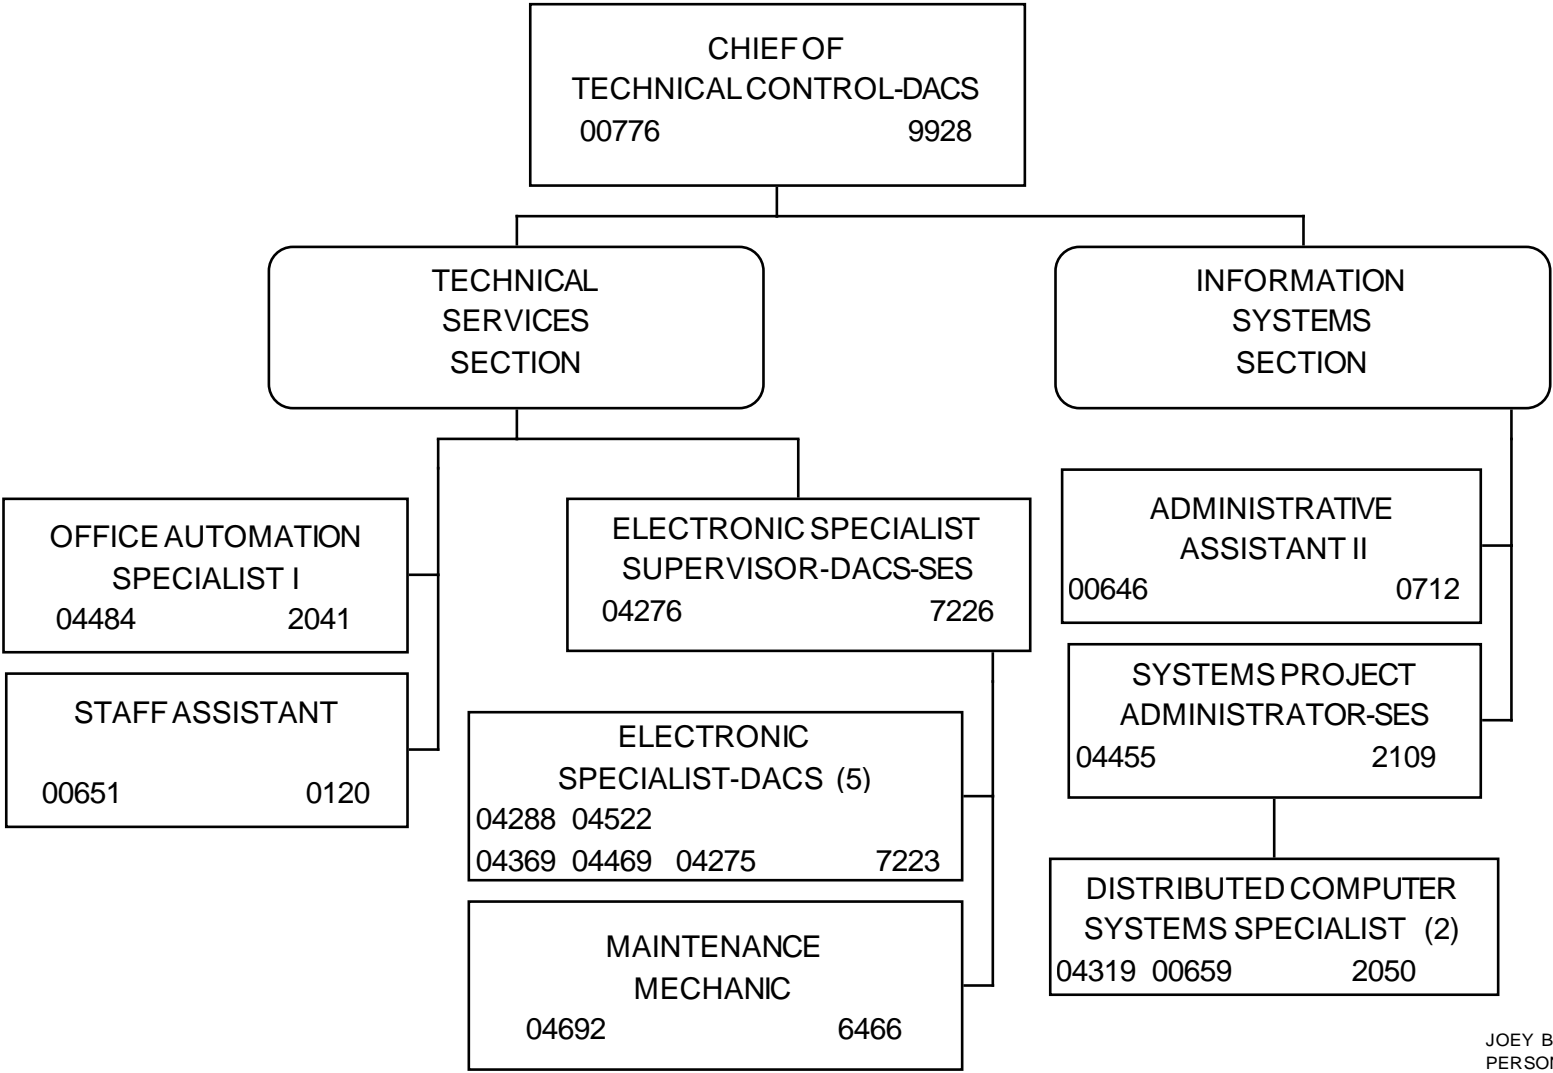 CHIEF OF
TECHNICAL CONTROL-DACS
00776 9928
TECHNICAL
SERVICES
SECTION
INFORMATION
SYSTEMS
SECTION
OFFICE AUTOMATION
SPECIALIST I
04484 2041
STAFF ASSISTANT
00651 0120
ELECTRONIC SPECIALIST
SUPERVISOR-DACS-SES
04276 7226
ELECTRONIC
SPECIALIST-DACS (5)
04288 04522
04369 04469 04275 7223
MAINTENANCE
MECHANIC
04692 6466
ADMINISTRATIVE
ASSISTANT II
00646 0712
SYSTEMS PROJECT
ADMINISTRATOR-SES
04455 2109
DISTRIBUTED COMPUTER
SYSTEMS SPECIALIST (2)
04319 00659 2050
JOEY B